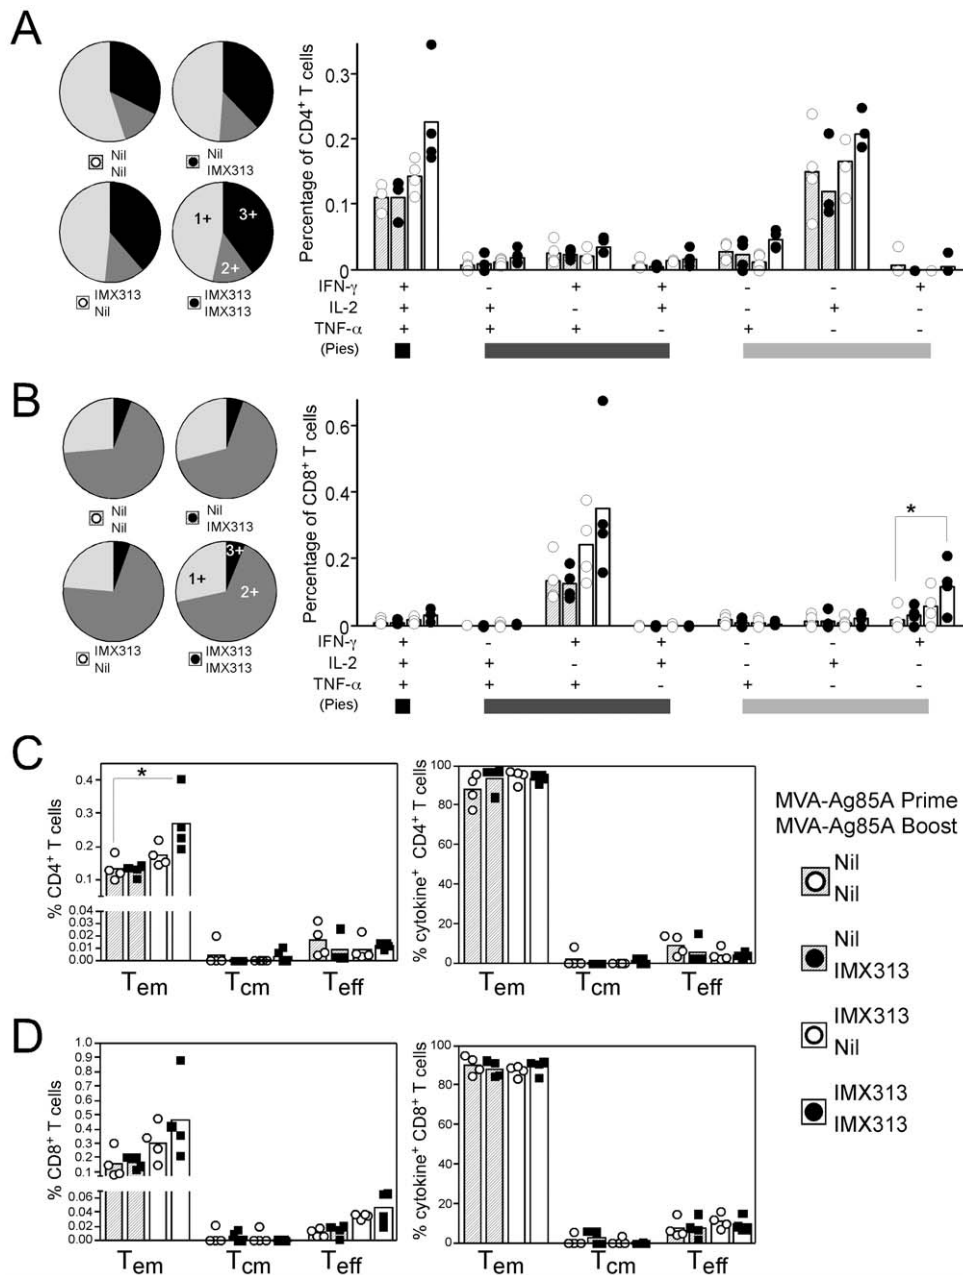 A
Nil
Nil
Nil
IMX313
1+
3+
2+
IMX313
Nil
IMX313
IMX313
Percentage of CD4+ T cells
0.3
0.2
0.1
0
IFN-γ + - + + - - +
IL-2 + + - + - + -
TNF-α + + + - + - -
(Pies)
B
Nil
Nil
Nil
IMX313
1+
3+
2+
IMX313
Nil
IMX313
IMX313
Percentage of CD8+ T cells
0.6
0.4
0.2
0
*
IFN-γ + - + + - - +
IL-2 + + - + - + -
TNF-α + + + - + - -
(Pies)
C
% CD4+ T cells
0.4
0.3
0.2
0.1
0.04
0.03
0.02
0.01
0.00
*
Tem Tcm Teff
% cytokine+ CD4+ T cells
100
80
60
40
20
0
Tem Tcm Teff
MVA-Ag85A Prime
MVA-Ag85A Boost
Nil
Nil
Nil
IMX313
IMX313
Nil
IMX313
IMX313
D
% CD8+ T cells
1.0
0.9
0.8
0.7
0.6
0.5
0.4
0.3
0.2
0.1
0.06
0.04
0.02
0.00
Tem Tcm Teff
% cytokine+ CD8+ T cells
100
80
60
40
20
0
Tem Tcm Teff